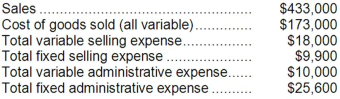 Sales ........................................................ $433,000
Cost of goods sold (all variable)............... $173,000
Total variable selling expense.................. $18,000
Total fixed selling expense ...................... $9,900
Total variable administrative expense...... $10,000
Total fixed administrative expense .......... $25,600